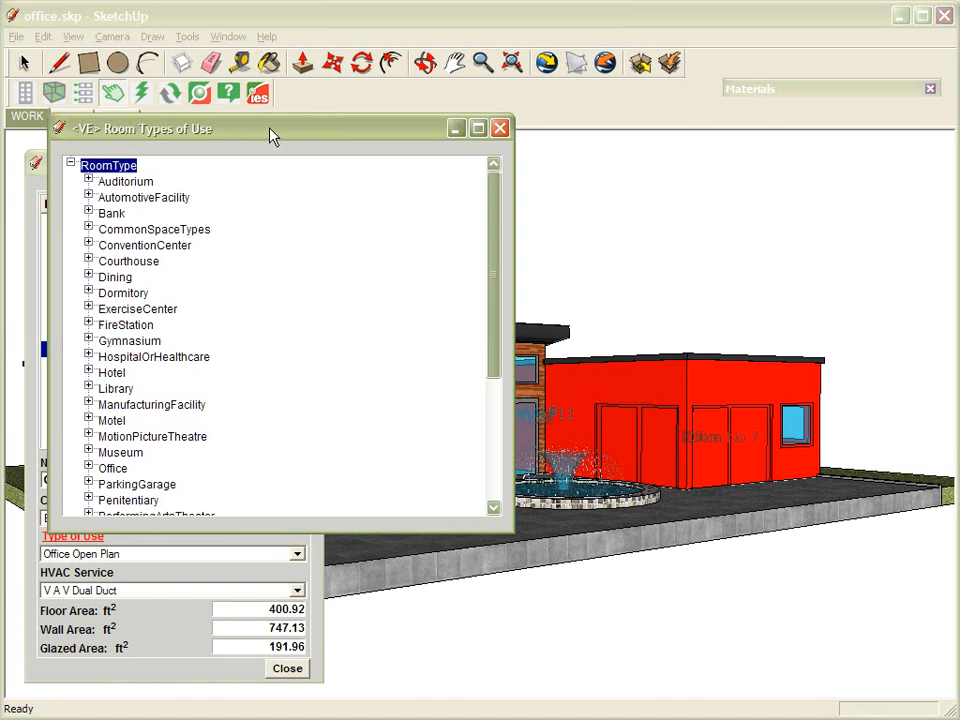 office.skp - SketchUp
File Edit View Camera Draw Tools Window Help
ies
Materials
WORK
<VE> Room Types of Use
RoomType
Auditorium
AutomotiveFacility
Bank
CommonSpaceTypes
ConventionCenter
Courthouse
Dining
Dormitory
ExerciseCenter
FireStation
Gymnasium
HospitalOrHealthcare
Hotel
Library
ManufacturingFacility
Motel
MotionPictureTheatre
Museum
Office
ParkingGarage
Penitentiary
PerformingArtsTheater
Type of Use
Office Open Plan
HVAC Service
V A V Dual Duct
Floor Area: ft2 400.92
Wall Area: ft2 747.13
Glazed Area: ft2 191.96
Close
Ready